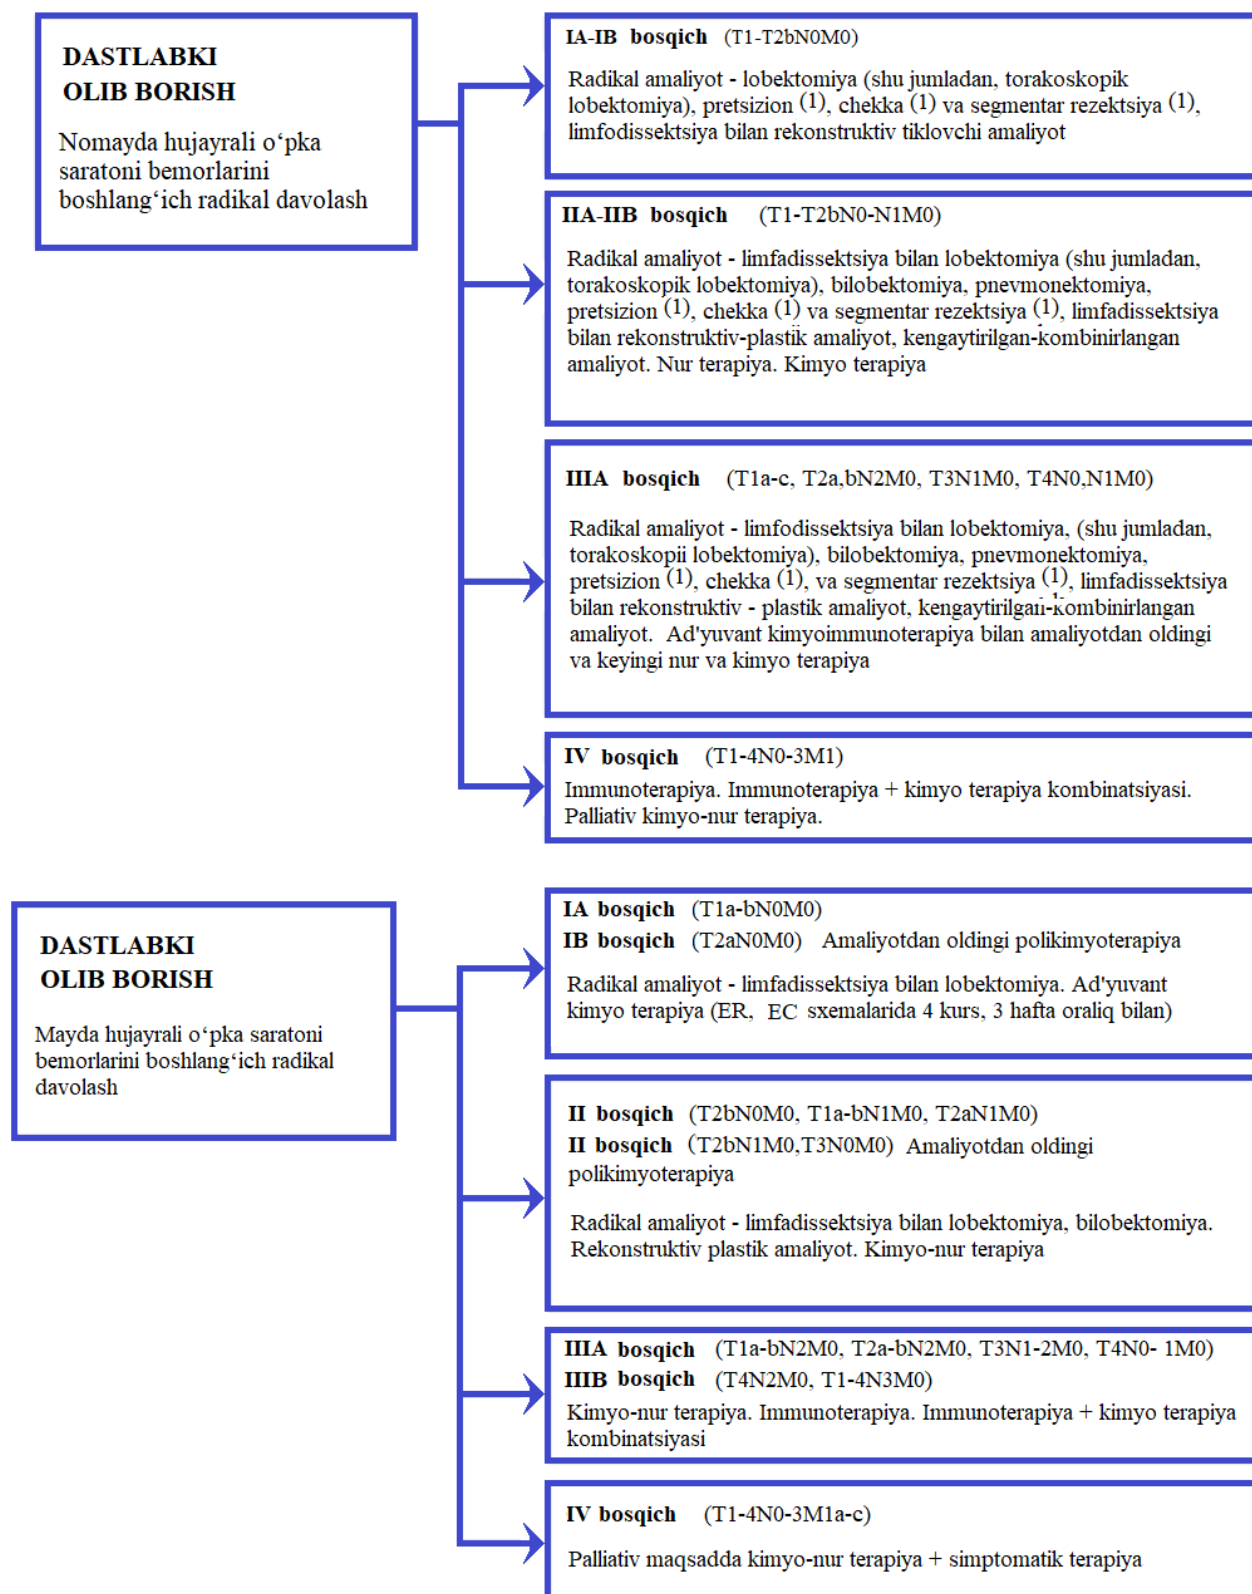 DASTLABKI
OLIB BORISH
Nomayda hujayrali o‘pka
saratoni bemorlarini
boshlang‘ich radikal davolash
IA-IB bosqich (T1-T2bN0M0)
Radikal amaliyot - lobektomiya (shu jumladan, torakoskopik
lobektomiya), pretsizion (1), chekka (1) va segmentar rezektsiya (1),
limfodissektsiya bilan rekonstruktiv tiklovchi amaliyot
IIA-IIB bosqich (T1-T2bN0-N1M0)
Radikal amaliyot - limfadissektsiya bilan lobektomiya (shu jumladan,
torakoskopik lobektomiya), bilobektomiya, pnevmonektomiya,
pretsizion (1), chekka (1) va segmentar rezektsiya (1), limfadissektsiya
bilan rekonstruktiv-plastik amaliyot, kengaytirilgan-kombinirlangan
amaliyot. Nur terapiya. Kimyo terapiya
IIIA bosqich (T1a-c, T2a,bN2M0, T3N1M0, T4N0,N1M0)
Radikal amaliyot - limfodissektsiya bilan lobektomiya, (shu jumladan,
torakoskopii lobektomiya), bilobektomiya, pnevmonektomiya,
pretsizion (1), chekka (1), va segmentar rezektsiya (1), limfadissektsiya
bilan rekonstruktiv - plastik amaliyot, kengaytirilgan-kombinirlangan
amaliyot. Ad'yuvant kimyoimmunoterapiya bilan amaliyotdan oldingi
va keyingi nur va kimyo terapiya
IV bosqich (T1-4N0-3M1)
Immunoterapiya. Immunoterapiya + kimyo terapiya kombinatsiyasi.
Palliativ kimyo-nur terapiya.
DASTLABKI
OLIB BORISH
Mayda hujayrali o‘pka saratoni
bemorlarini boshlang‘ich radikal
davolash
IA bosqich (T1a-bN0M0)
IB bosqich (T2aN0M0) Amaliyotdan oldingi polikimyoterapiya
Radikal amaliyot - limfadissektsiya bilan lobektomiya. Ad'yuvant
kimyo terapiya (ER, EC sxemalarida 4 kurs, 3 hafta oraliq bilan)
II bosqich (T2bN0M0, T1a-bN1M0, T2aN1M0)
II bosqich (T2bN1M0,T3N0M0) Amaliyotdan oldingi
polikimyoterapiya
Radikal amaliyot - limfadissektsiya bilan lobektomiya, bilobektomiya.
Rekonstruktiv plastik amaliyot. Kimyo-nur terapiya
IIIA bosqich (T1a-bN2M0, T2a-bN2M0, T3N1-2M0, T4N0- 1M0)
IIIB bosqich (T4N2M0, T1-4N3M0)
Kimyo-nur terapiya. Immunoterapiya. Immunoterapiya + kimyo terapiya
kombinatsiyasi
IV bosqich (T1-4N0-3M1a-c)
Palliativ maqsadda kimyo-nur terapiya + simptomatik terapiya